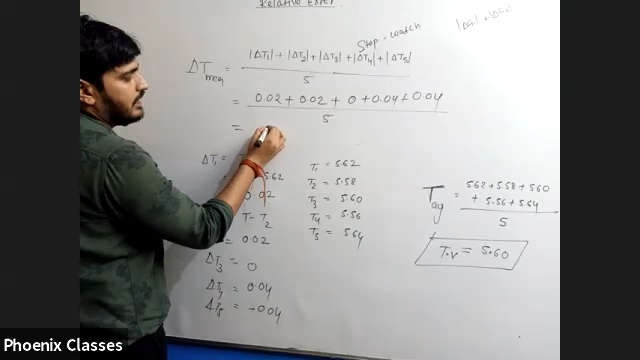 Relative Error
Stop-watch
ΔTmean = |ΔT1| + |ΔT2| + |ΔT3| + |ΔT4| + |ΔT5|
5
= 0.02 + 0.02 + 0 + 0.04 + 0.04
5
=
ΔT1 =
5.62
0.02
T - T2
= 0.02
ΔT3 = 0
ΔT4 = 0.04
ΔT5 = -0.04
T1 = 5.62
T2 = 5.58
T3 = 5.60
T4 = 5.56
T5 = 5.64
Tavg = 5.62 + 5.58 + 5.60
+ 5.56 + 5.64
5
T.V = 5.60
Phoenix Classes